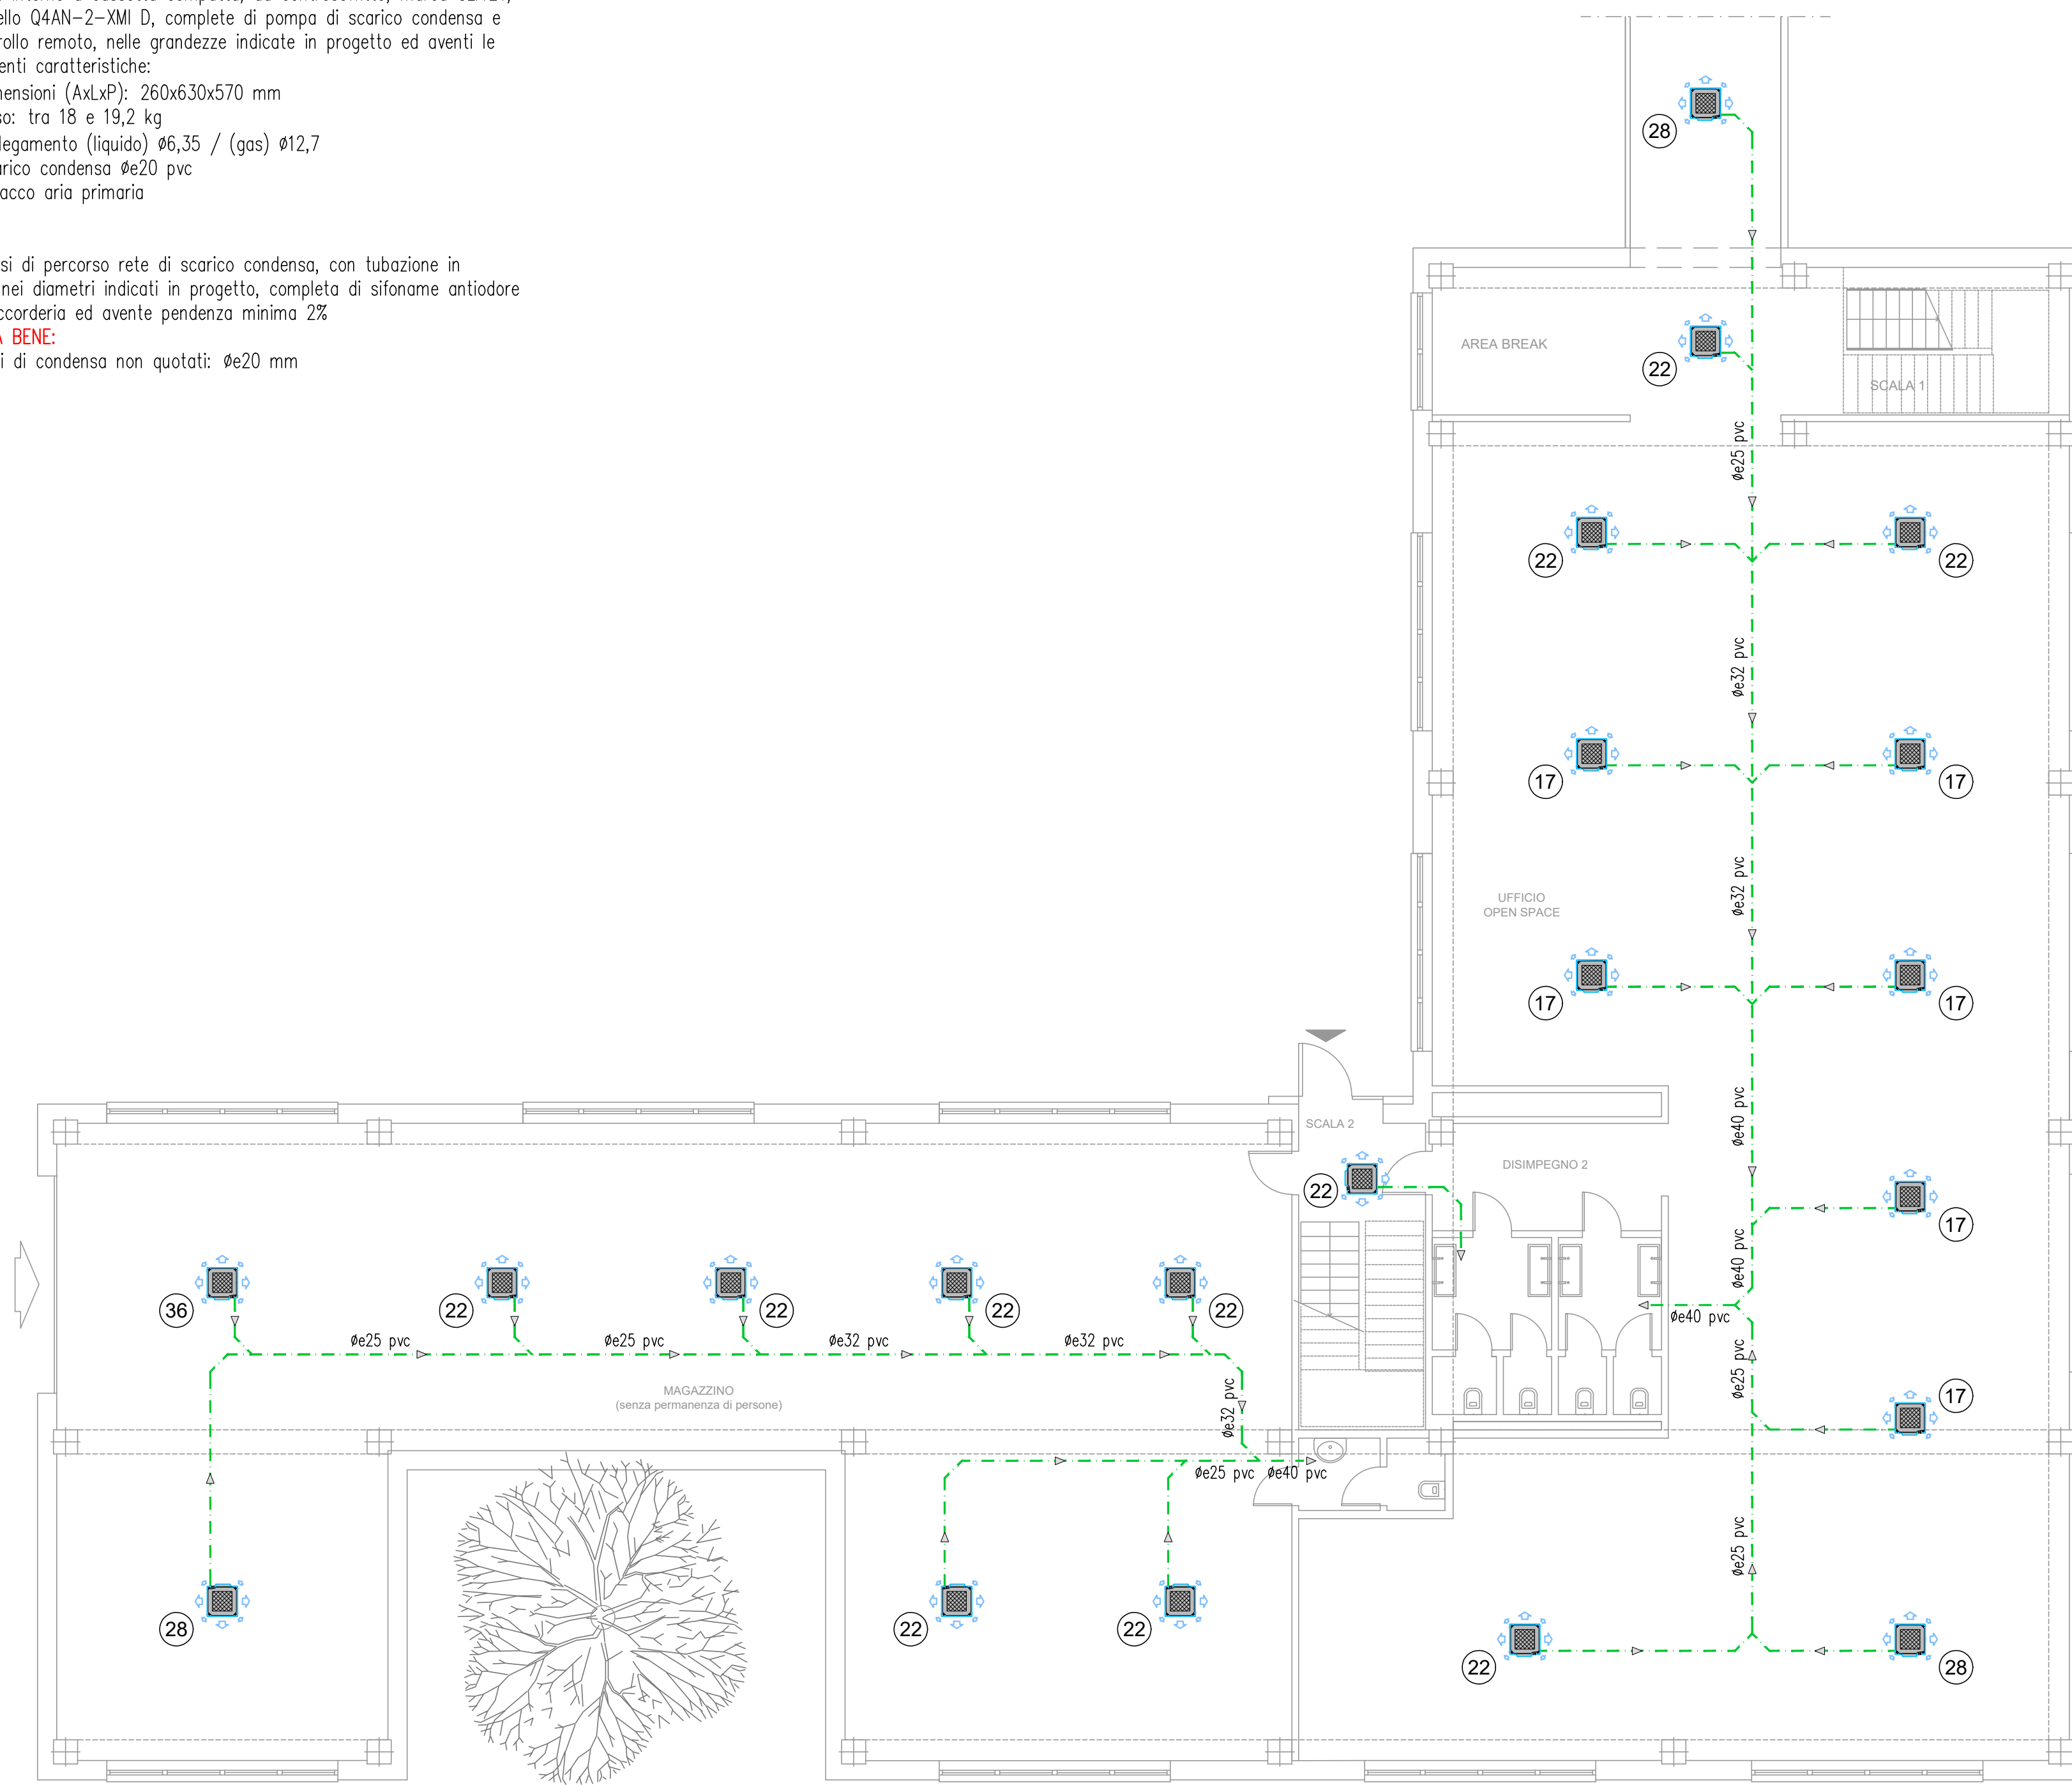 ello Q4AN-2-XMI D, complete di pompa di scarico condensa e
rollo remoto, nelle grandezze indicate in progetto ed aventi le
enti caratteristiche:
nensioni (AxLxP): 260x630x570 mm
so: tra 18 e 19,2 kg
legamento (liquido) Ø6,35 / (gas) Ø12,7
arico condensa Øe20 pvc
acco aria primaria
si di percorso rete di scarico condensa, con tubazione in
nei diametri indicati in progetto, completa di sifoname antiodore
ccorderia ed avente pendenza minima 2%
A BENE:
i di condensa non quotati: Øe20 mm
28
AREA BREAK
22
SCALA 1
Øe25 pvc
22
22
Øe32 pvc
17
17
Øe32 pvc
UFFICIO
OPEN SPACE
17
17
Øe40 pvc
SCALA 2
DISIMPEGNO 2
22
17
Øe40 pvc
36
22
22
22
22
Øe40 pvc
Øe25 pvc
Øe25 pvc
Øe32 pvc
Øe32 pvc
Øe25 pvc
MAGAZZINO
(senza permanenza di persone)
Øe32 pvc
17
Øe25 pvc
Øe40 pvc
Øe25 pvc
28
22
22
22
28